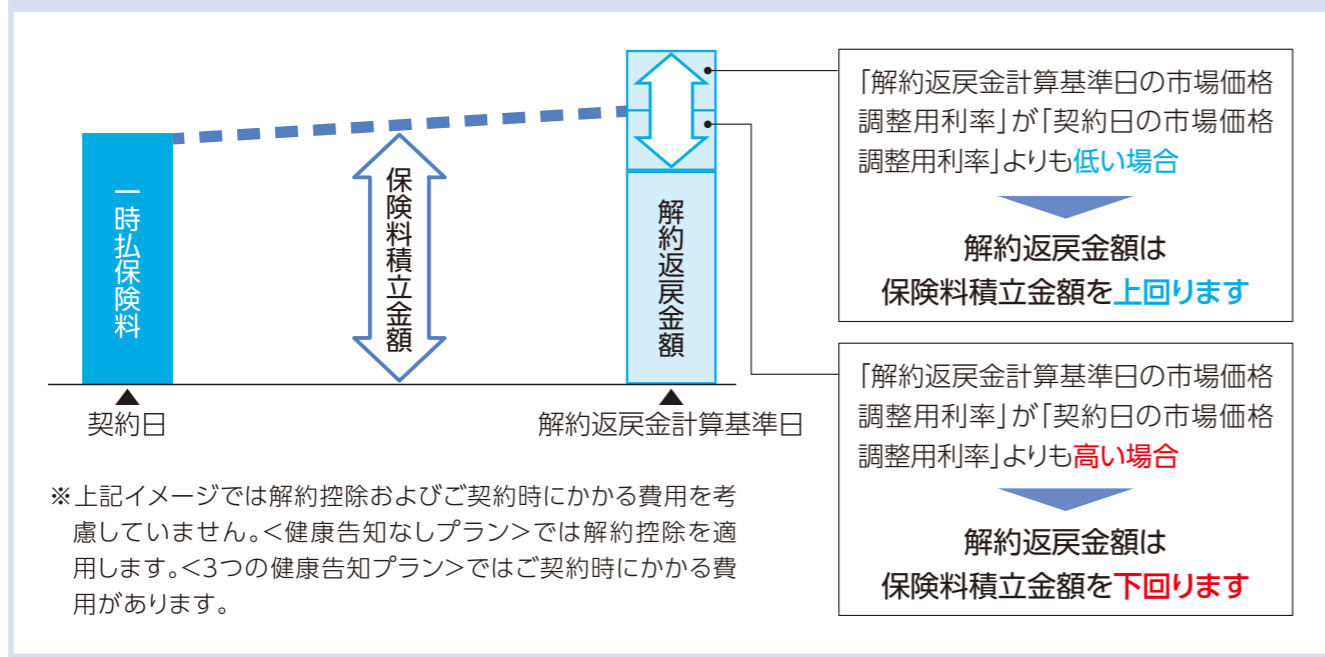 一時払保険料
保険料積立金額
解約返戻金額
契約日
解約返戻金計算基準日
「解約返戻金計算基準日の市場価格
調整用利率」が「契約日の市場価格
調整用利率」よりも低い場合
解約返戻金額は
保険料積立金額を上回ります
「解約返戻金計算基準日の市場価格
調整用利率」が「契約日の市場価格
調整用利率」よりも高い場合
解約返戻金額は
保険料積立金額を下回ります
※上記イメージでは解約控除およびご契約時にかかる費用を考
慮していません。<健康告知なしプラン>では解約控除を適
用します。<3つの健康告知プラン>ではご契約時にかかる費
用があります。